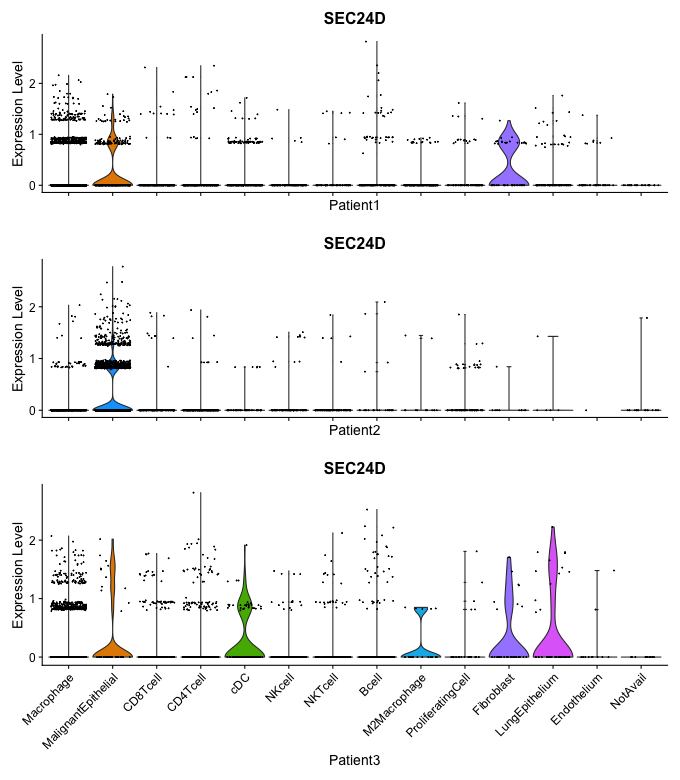 SEC24D
Expression Level
2
1
0
Patient1
SEC24D
Expression Level
2
1
0
Patient2
SEC24D
Expression Level
2
1
0
Macrophage
MalignantEpithelial
CD8Tcell
CD4Tcell
cDC
NKcell
NKTcell
Bcell
M2Macrophage
ProliferatingCell
Fibroblast
LungEpithelium
Endothelium
NotAvail
Patient3